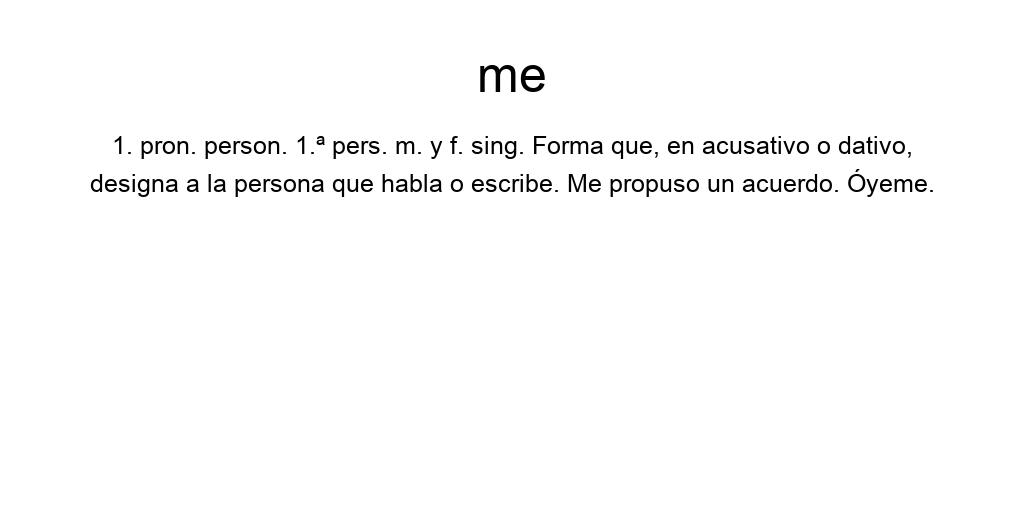 me
1. pron. person. 1.ª pers. m. y f. sing. Forma que, en acusativo o dativo,
designa a la persona que habla o escribe. Me propuso un acuerdo. Óyeme.